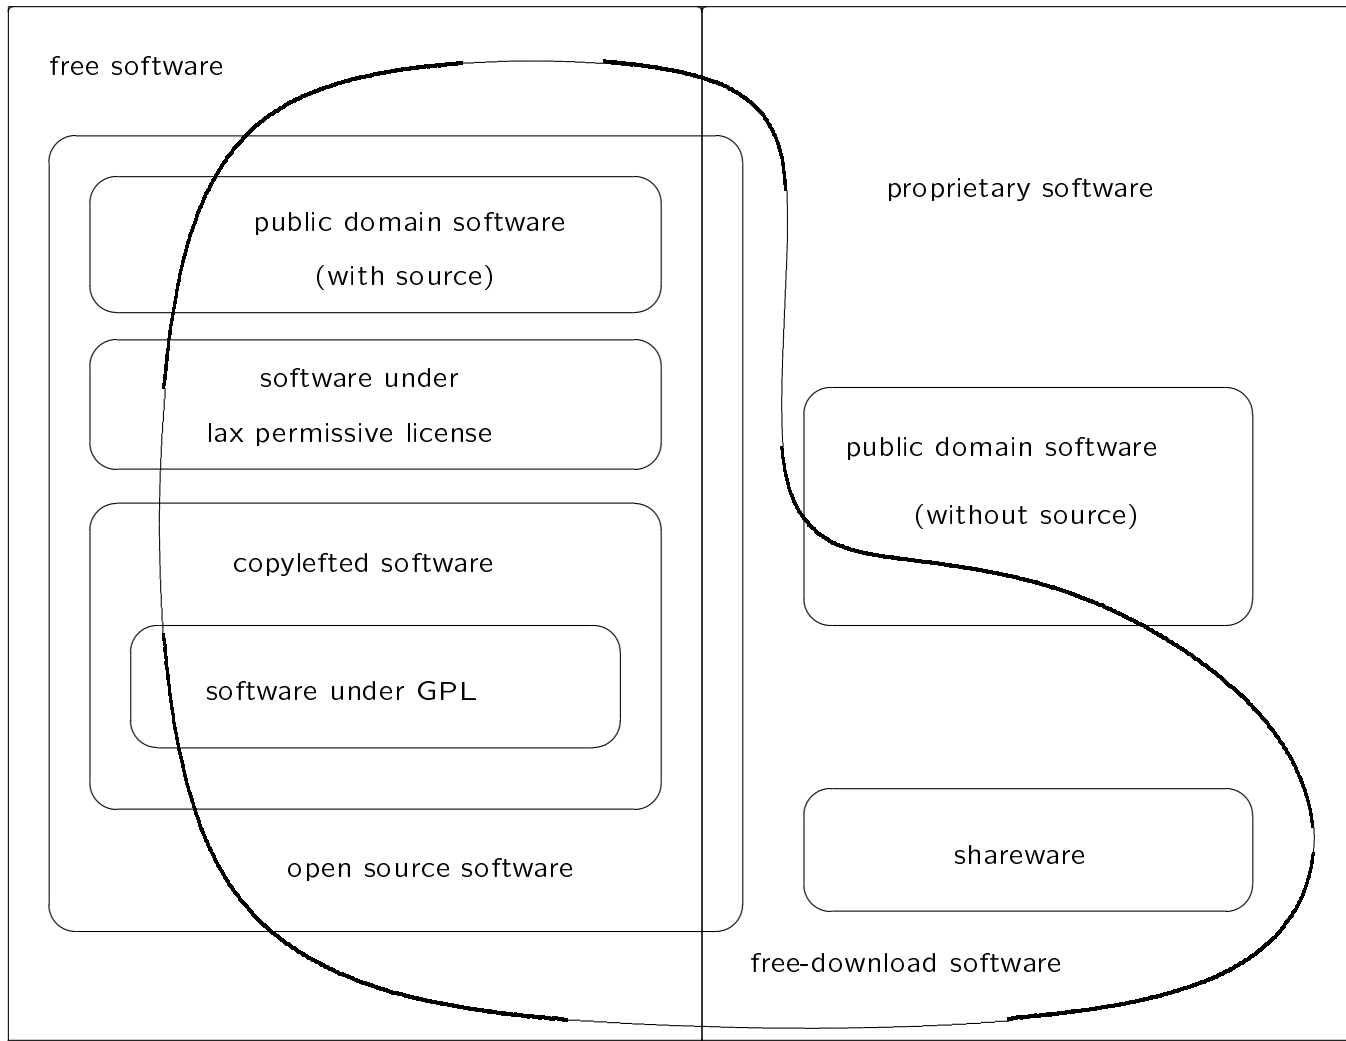 free software
public domain software
(with source)
software under
lax permissive license
copylefted software
software under GPL
open source software
proprietary software
public domain software
(without source)
shareware
free-download software